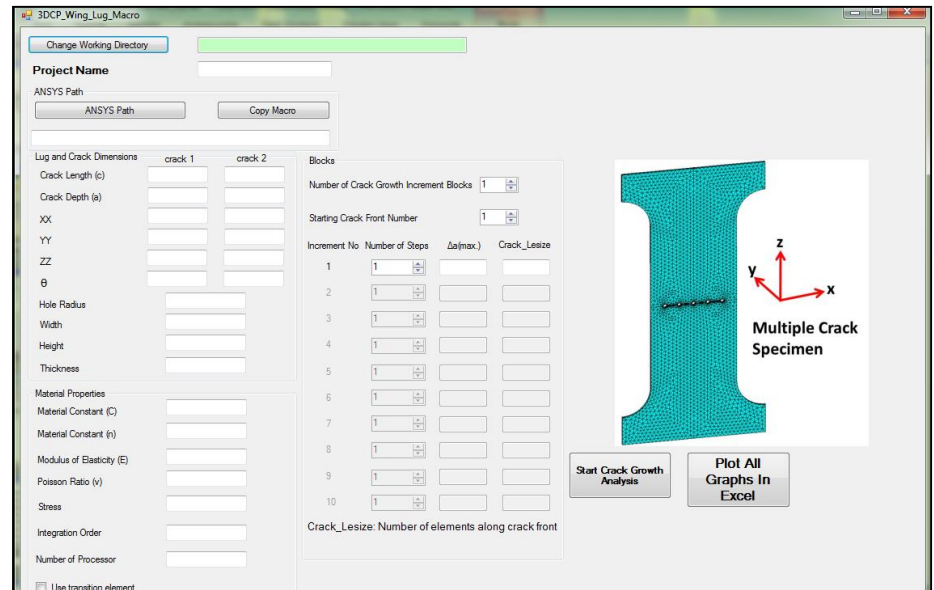 3DCP_Wing_Lug_Macro
Change Working Directory
Project Name
ANSYS Path
ANSYS Path Copy Macro
Lug and Crack Dimensions crack 1 crack 2
Crack Length (c)
Crack Depth (a)
XX
YY
ZZ
θ
Hole Radius
Width
Height
Thickness
Material Properties
Material Constant (C)
Material Constant (n)
Modulus of Elasticity (E)
Poisson Ratio (v)
Stress
Integration Order
Number of Processor
Use transition element
Blocks
Number of Crack Growth Increment Blocks 1
Starting Crack Front Number 1
Increment No Number of Steps Δa(max.) Crack_Lesize
1 1
2 1
3 1
4 1
5 1
6 1
7 1
8 1
9 1
10 1
Crack_Lesize: Number of elements along crack front
z
y
x
Multiple Crack
Specimen
Start Crack Growth
Analysis
Plot All
Graphs In
Excel